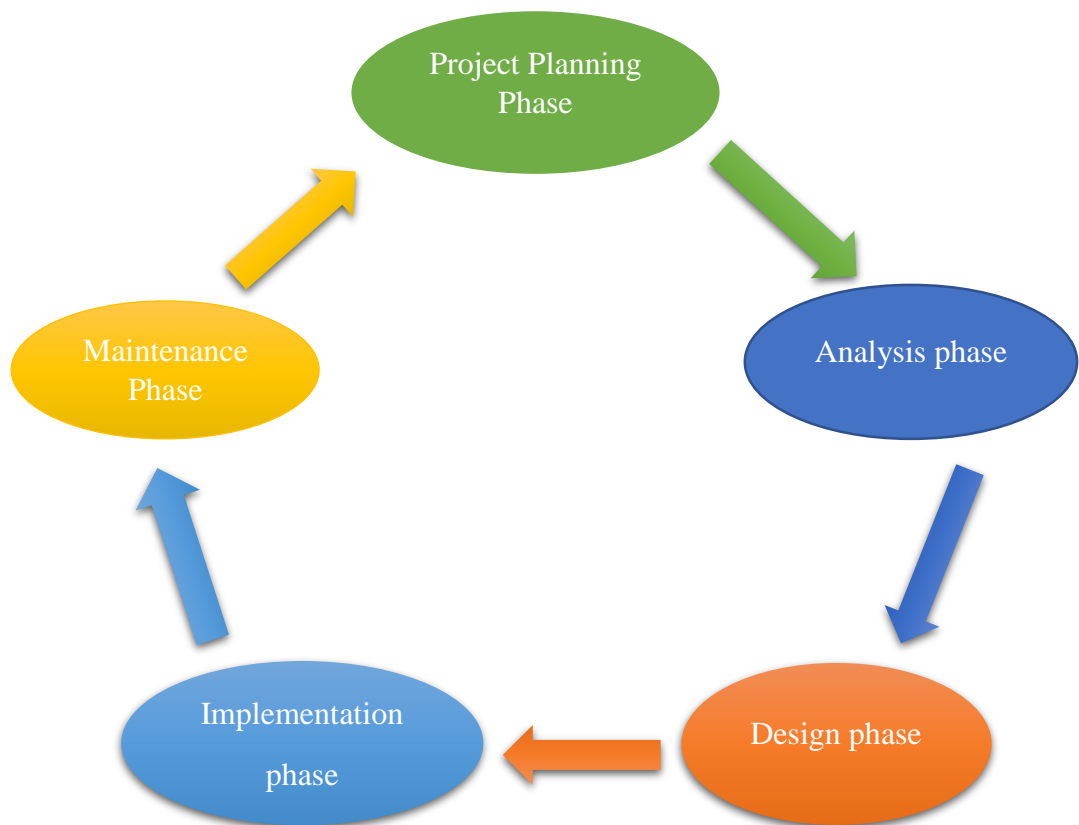 Project Planning
Phase
Analysis phase
Design phase
Implementation
phase
Maintenance
Phase